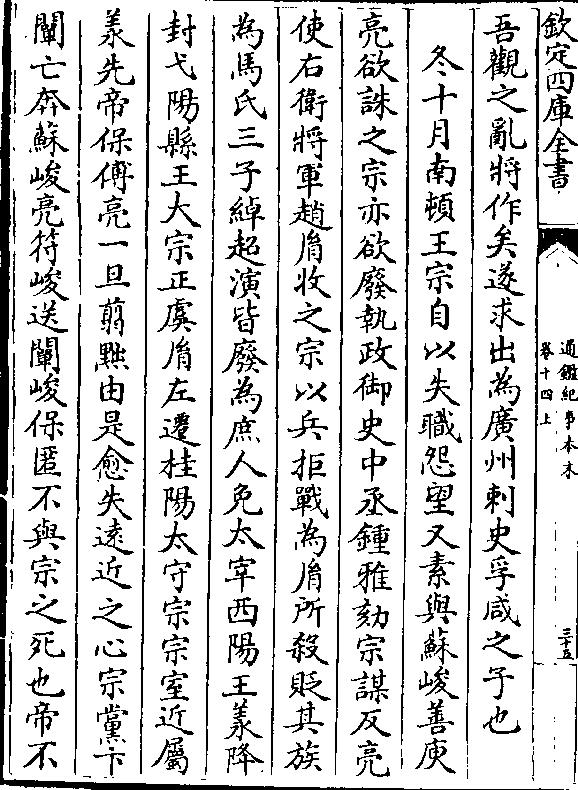 欽定四庫全書
通鑑紀事本末
卷十四上
三十五
吾觀之亂將作矣遂求出為廣州刺史孚咸之子也
冬十月南頓王宗自以失職怨望又素與蘇峻善庾
亮欲誅之宗亦欲廢執政御史中丞鍾雅劾宗謀反亮
使右衛將軍趙𦙍收之宗以兵拒戰為𦙍所殺貶其族
為馬氏三子綽超演皆廢為庶人免太宰西陽王羕降
封弋陽縣王大宗正虞𦙍左遷桂陽太守宗宗室近屬
羕先帝保傅亮一旦翦黜由是愈失逺近之心宗黨卞
闡亡奔蘇峻亮符峻送闡峻保匿不與宗之死也帝不